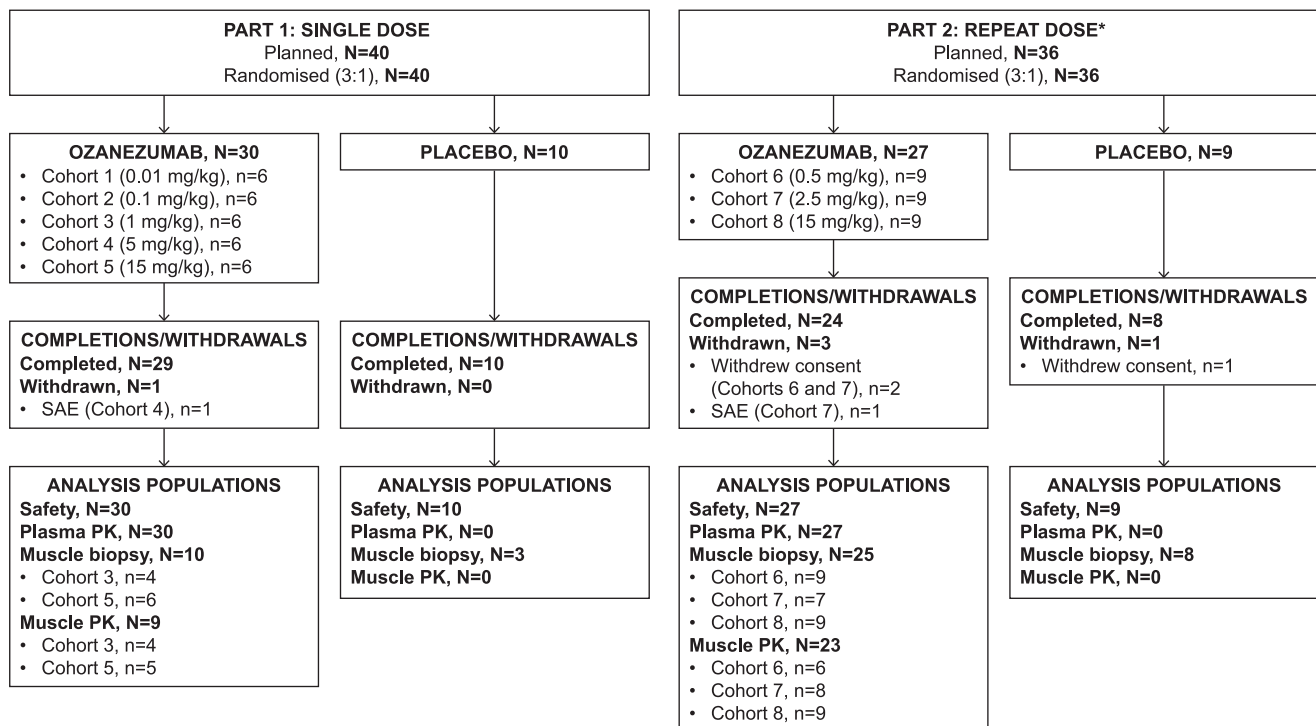 PART 1: SINGLE DOSE
Planned, N=40
Randomised (3:1), N=40
OZANEZUMAB, N=30
• Cohort 1 (0.01 mg/kg), n=6
• Cohort 2 (0.1 mg/kg), n=6
• Cohort 3 (1 mg/kg), n=6
• Cohort 4 (5 mg/kg), n=6
• Cohort 5 (15 mg/kg), n=6
PLACEBO, N=10
COMPLETIONS/WITHDRAWALS
Completed, N=29
Withdrawn, N=1
• SAE (Cohort 4), n=1
COMPLETIONS/WITHDRAWALS
Completed, N=10
Withdrawn, N=0
ANALYSIS POPULATIONS
Safety, N=30
Plasma PK, N=30
Muscle biopsy, N=10
• Cohort 3, n=4
• Cohort 5, n=6
Muscle PK, N=9
• Cohort 3, n=4
• Cohort 5, n=5
ANALYSIS POPULATIONS
Safety, N=10
Plasma PK, N=0
Muscle biopsy, N=3
Muscle PK, N=0
PART 2: REPEAT DOSE*
Planned, N=36
Randomised (3:1), N=36
OZANEZUMAB, N=27
• Cohort 6 (0.5 mg/kg), n=9
• Cohort 7 (2.5 mg/kg), n=9
• Cohort 8 (15 mg/kg), n=9
PLACEBO, N=9
COMPLETIONS/WITHDRAWALS
Completed, N=24
Withdrawn, N=3
• Withdrew consent
(Cohorts 6 and 7), n=2
• SAE (Cohort 7), n=1
COMPLETIONS/WITHDRAWALS
Completed, N=8
Withdrawn, N=1
• Withdrew consent, n=1
ANALYSIS POPULATIONS
Safety, N=27
Plasma PK, N=27
Muscle biopsy, N=25
• Cohort 6, n=9
• Cohort 7, n=7
• Cohort 8, n=9
Muscle PK, N=23
• Cohort 6, n=6
• Cohort 7, n=8
• Cohort 8, n=9
ANALYSIS POPULATIONS
Safety, N=9
Plasma PK, N=0
Muscle biopsy, N=8
Muscle PK, N=0